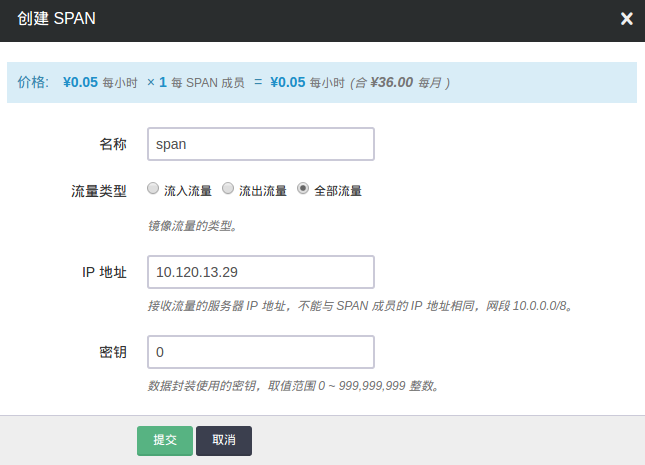 创建 SPAN
价格: ¥0.05 每小时 × 1 每 SPAN 成员 = ¥0.05 每小时 (合 ¥36.00 每月 )
名称 span
流量类型 流入流量 流出流量 全部流量
镜像流量的类型。
IP 地址 10.120.13.29
接收流量的服务器 IP 地址，不能与 SPAN 成员的 IP 地址相同，网段 10.0.0.0/8。
密钥 0
数据封装使用的密钥，取值范围 0 ~ 999,999,999 整数。
提交 取消